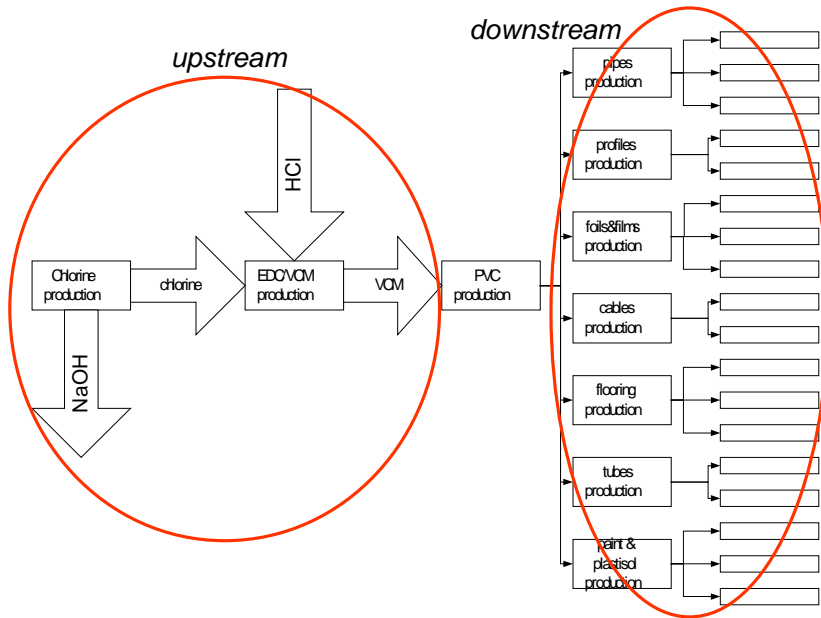 upstream
downstream
HCl
Chlorine
production
chlorine
EDC/VCM
production
VCM
PVC
production
NaOH
pipes
production
profiles
production
foils&films
production
cables
production
flooring
production
tubes
production
paint &
plastisol
production